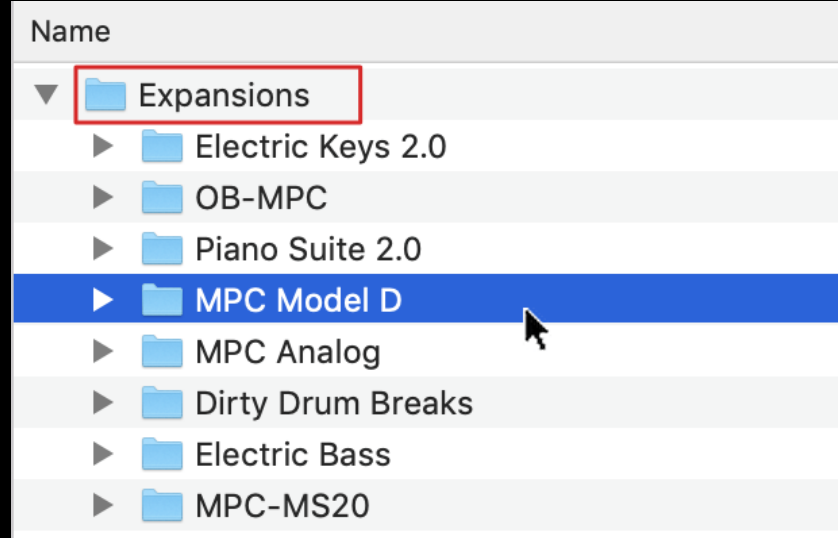 Name
Expansions
Electric Keys 2.0
OB-MPC
Piano Suite 2.0
MPC Model D
MPC Analog
Dirty Drum Breaks
Electric Bass
MPC-MS20